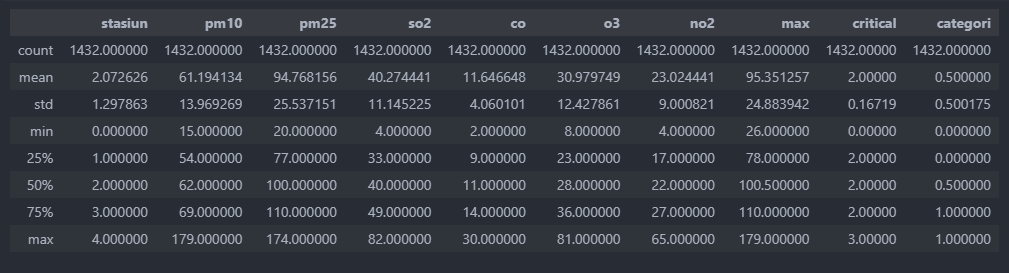 stasiun pm10 pm25 so2 co o3 no2 max critical categori
count 1432.000000 1432.000000 1432.000000 1432.000000 1432.000000 1432.000000 1432.000000 1432.000000 1432.00000 1432.000000
mean 2.072626 61.194134 94.768156 40.274441 11.646648 30.979749 23.024441 95.351257 2.00000 0.500000
std 1.297863 13.969269 25.537151 11.145225 4.060101 12.427861 9.000821 24.883942 0.16719 0.500175
min 0.000000 15.000000 20.000000 4.000000 2.000000 8.000000 4.000000 26.000000 0.00000 0.000000
25% 1.000000 54.000000 77.000000 33.000000 9.000000 23.000000 17.000000 78.000000 2.00000 0.000000
50% 2.000000 62.000000 100.000000 40.000000 11.000000 28.000000 22.000000 100.500000 2.00000 0.500000
75% 3.000000 69.000000 110.000000 49.000000 14.000000 36.000000 27.000000 110.000000 2.00000 1.000000
max 4.000000 179.000000 174.000000 82.000000 30.000000 81.000000 65.000000 179.000000 3.00000 1.000000